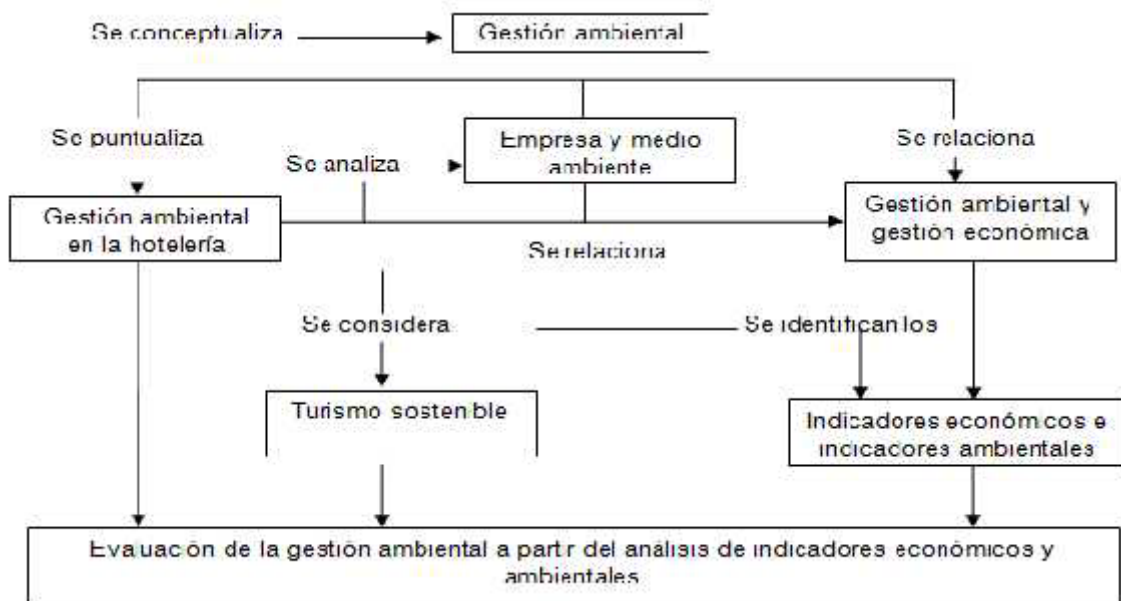 Se conceptualiza
Gestión ambiental
Se puntualiza
Empresa y medio
ambiente
Se relaciona
Se analiza
Gestión ambiental
en la hotelería
Gestión ambiental y
gestión económica
Se relaciona
Se considera
Se identifican los
Turismo sostenible
Indicadores económicos e
indicadores ambientales
Evaluación de la gestión ambiental a partir del análisis de indicadores económicos y
ambientales